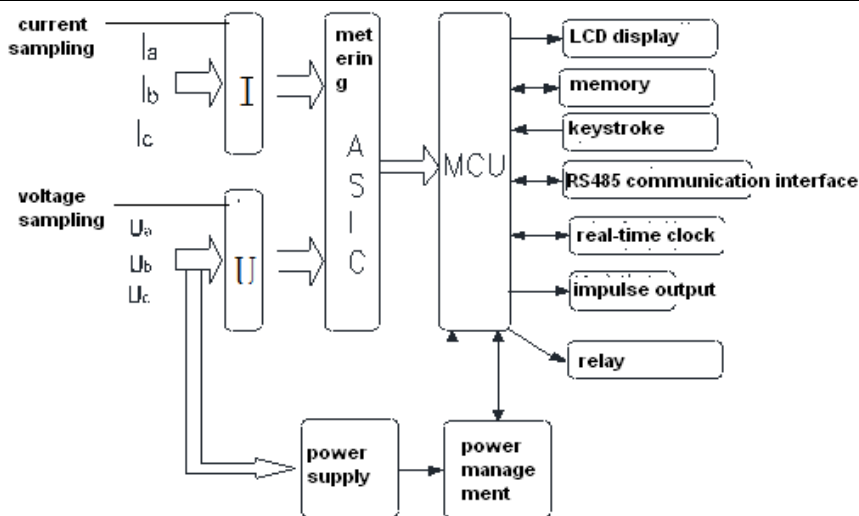 current
sampling
Ia
Ib
Ic
I
voltage
sampling
Ua
Ub
Uc
U
met
erin
g
A
S
I
C
MCU
LCD display
memory
keystroke
RS485 communication interface
real-time clock
impulse output
relay
power
supply
power
manage
ment